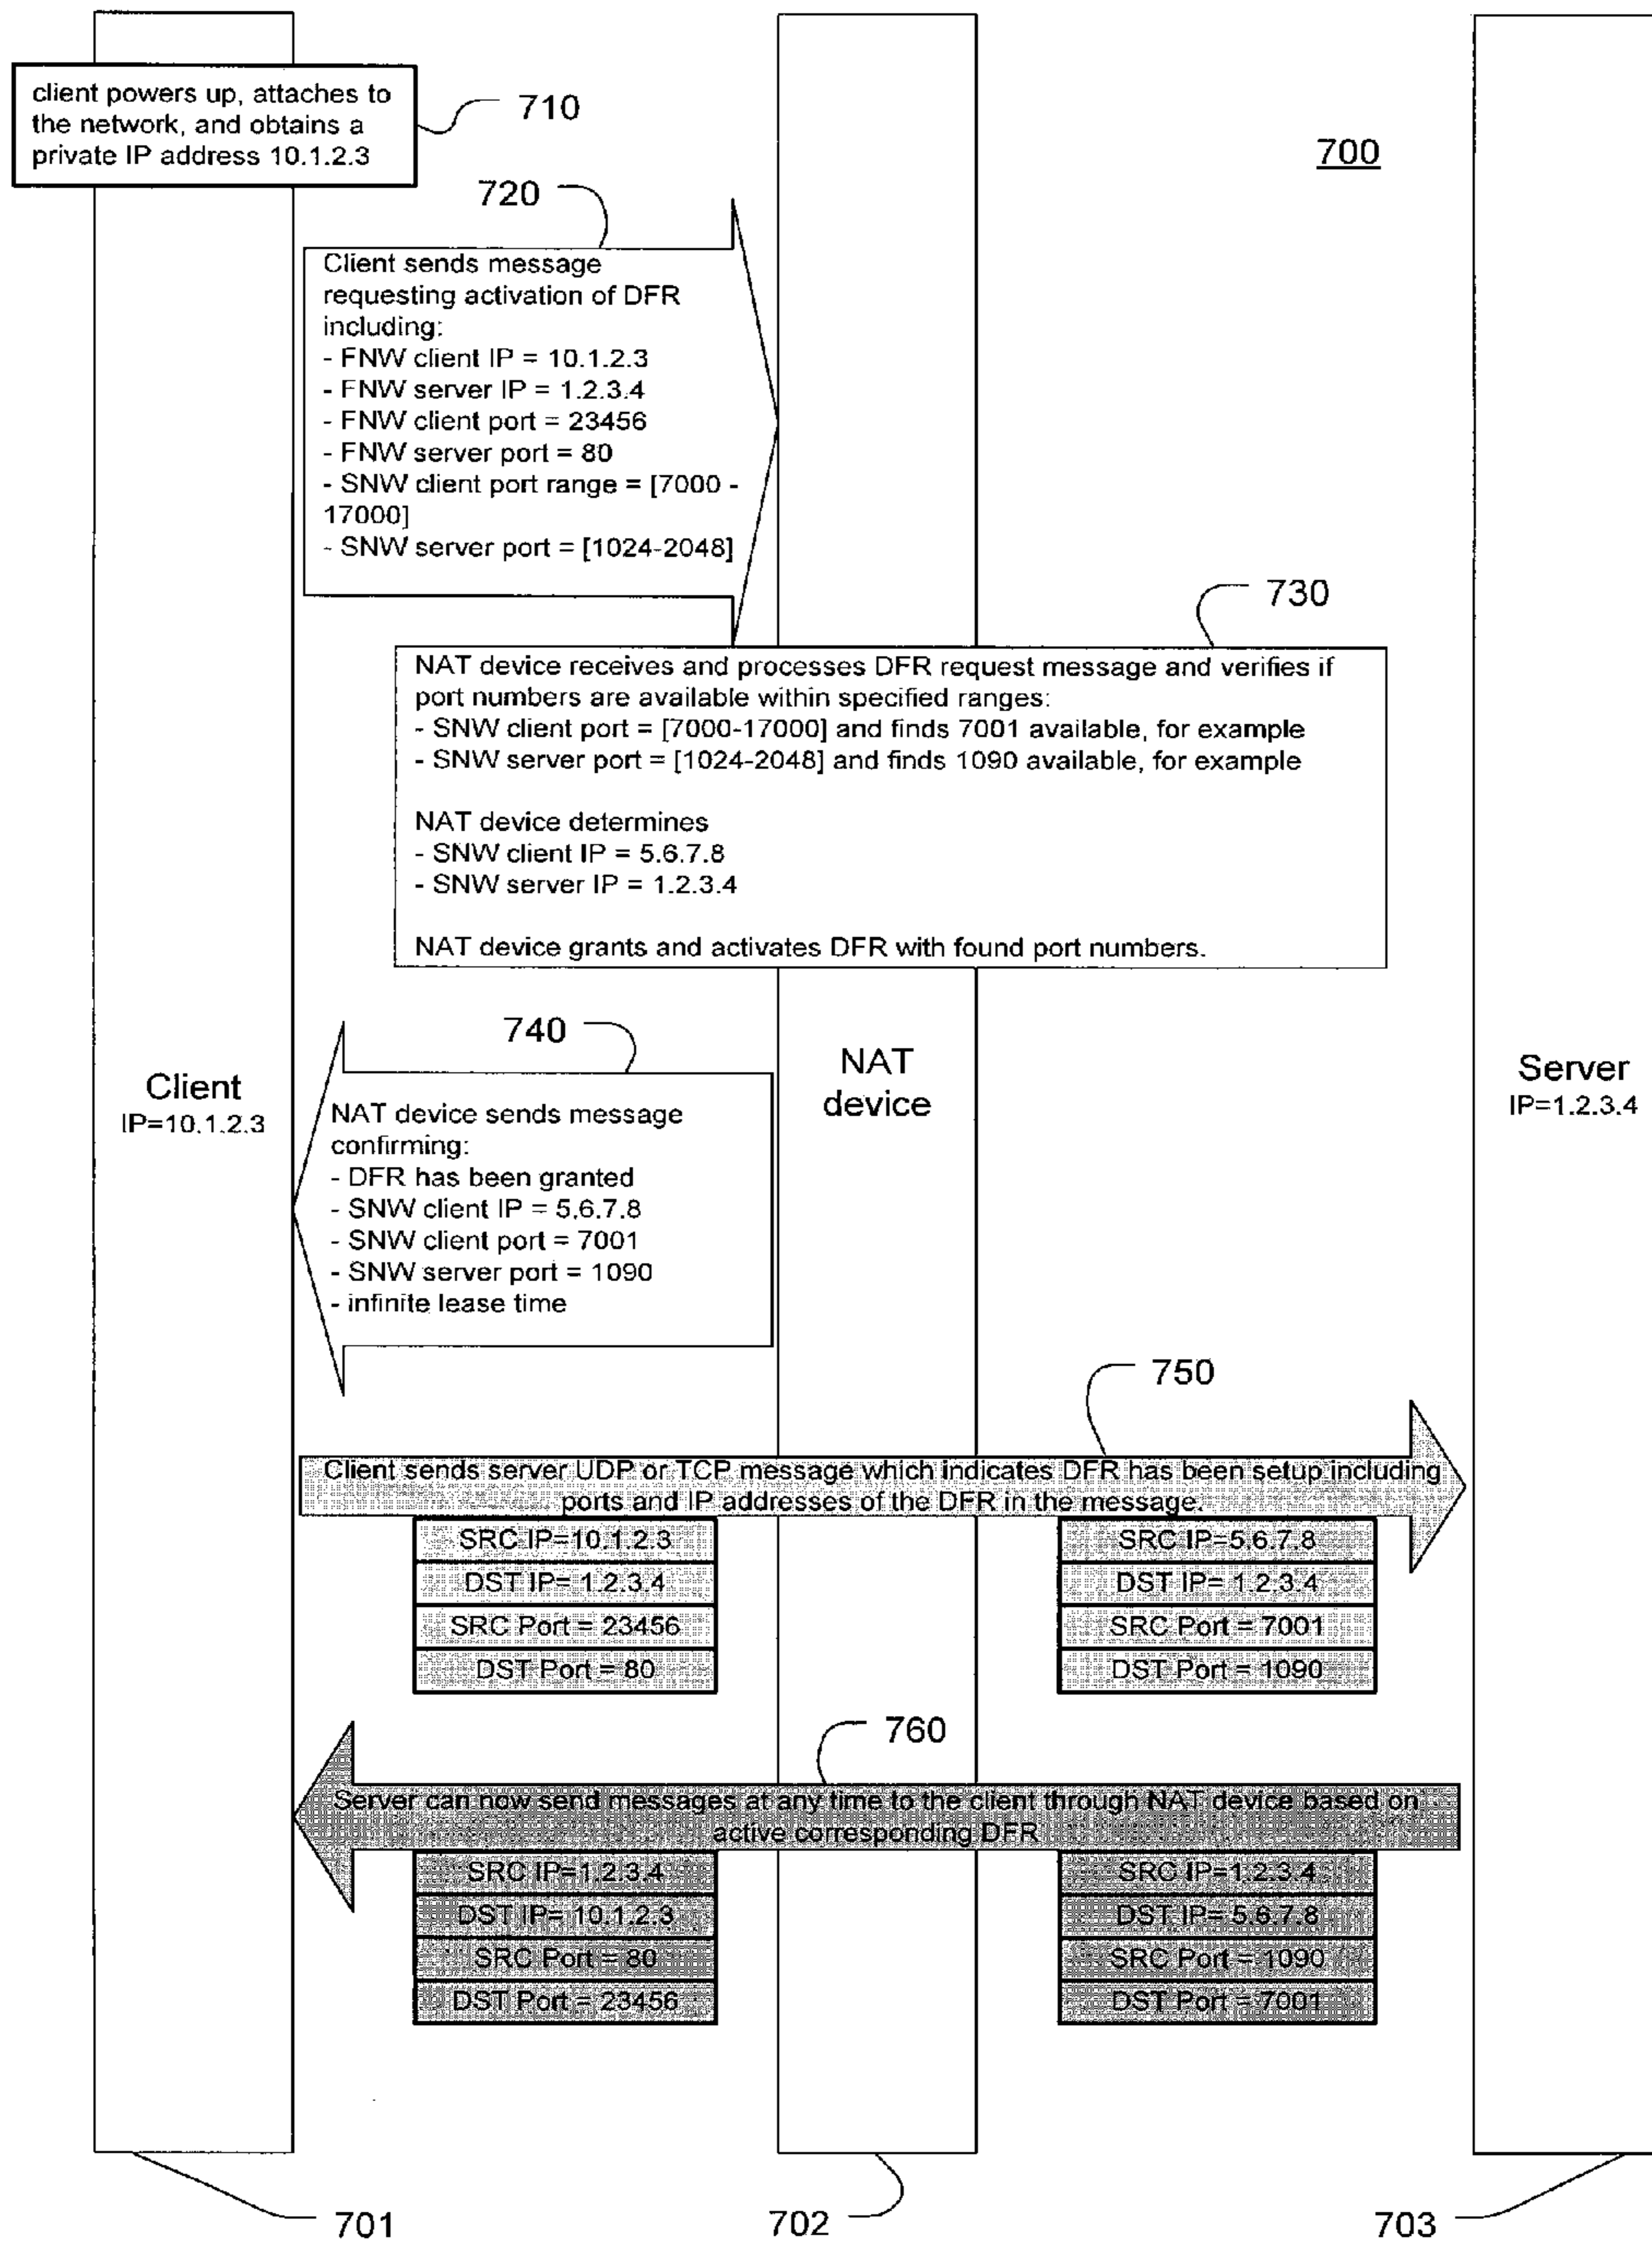 client powers up, attaches to
the network, and obtains a
private IP address 10.1.2.3
710
700
720
Client sends message
requesting activation of DFR
including:
- FNW client IP = 10.1.2.3
- FNW server IP = 1.2.3.4
- FNW client port = 23456
- FNW server port = 80
- SNW client port range = [7000 -
17000]
- SNW server port = [1024-2048]
730
NAT device receives and processes DFR request message and verifies if
port numbers are available within specified ranges:
- SNW client port = [7000-17000] and finds 7001 available, for example
- SNW server port = [1024-2048] and finds 1090 available, for example
NAT device determines
- SNW client IP = 5.6.7.8
- SNW server IP = 1.2.3.4
NAT device grants and activates DFR with found port numbers.
740
Client
IP=10.1.2.3
NAT device sends message
confirming:
- DFR has been granted
- SNW client IP = 5.6.7.8
- SNW client port = 7001
- SNW server port = 1090
- infinite lease time
NAT
device
Server
IP=1.2.3.4
750
Client sends server UDP or TCP message which indicates DFR has been setup including
ports and IP addresses of the DFR in the message.
SRC IP=10.1.2.3
DST IP= 1.2.3.4
SRC Port = 23456
DST Port = 80
SRC IP=5.6.7.8
DST IP= 1.2.3.4
SRC Port = 7001
DST Port = 1090
760
Server can now send messages at any time to the client through NAT device based on
active corresponding DFR
SRC IP=1.2.3.4
DST IP= 10.1.2.3
SRC Port = 80
DST Port = 23456
SRC IP=1.2.3.4
DST IP= 5.6.7.8
SRC Port = 1090
DST Port = 7001
701
702
703